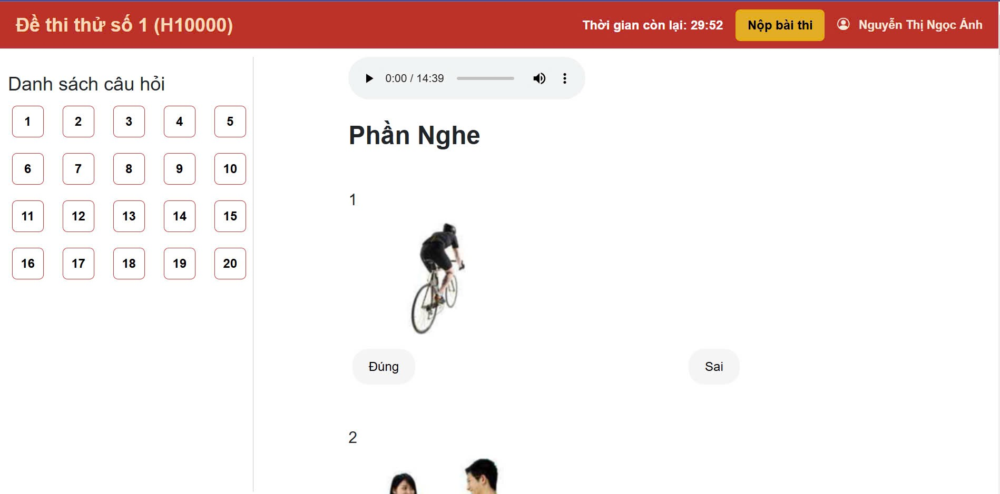 Đề thi thử số 1 (H10000)
Thời gian còn lại: 29:52
Nộp bài thi
Nguyễn Thị Ngọc Ánh
Danh sách câu hỏi
1 2 3 4 5
6 7 8 9 10
11 12 13 14 15
16 17 18 19 20
0:00 / 14:39
Phần Nghe
1
Đúng
Sai
2